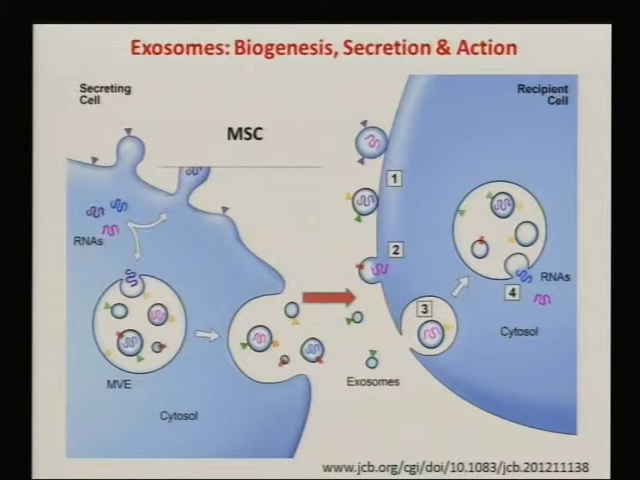 Exosomes: Biogenesis, Secretion & Action
Secreting
Cell
Recipient
Cell
MSC
1
RNAs
2
3
RNAs
4
MVE
Exosomes
Cytosol
Cytosol
www.jcb.org/cgi/doi/10.1083/jcb.201211138